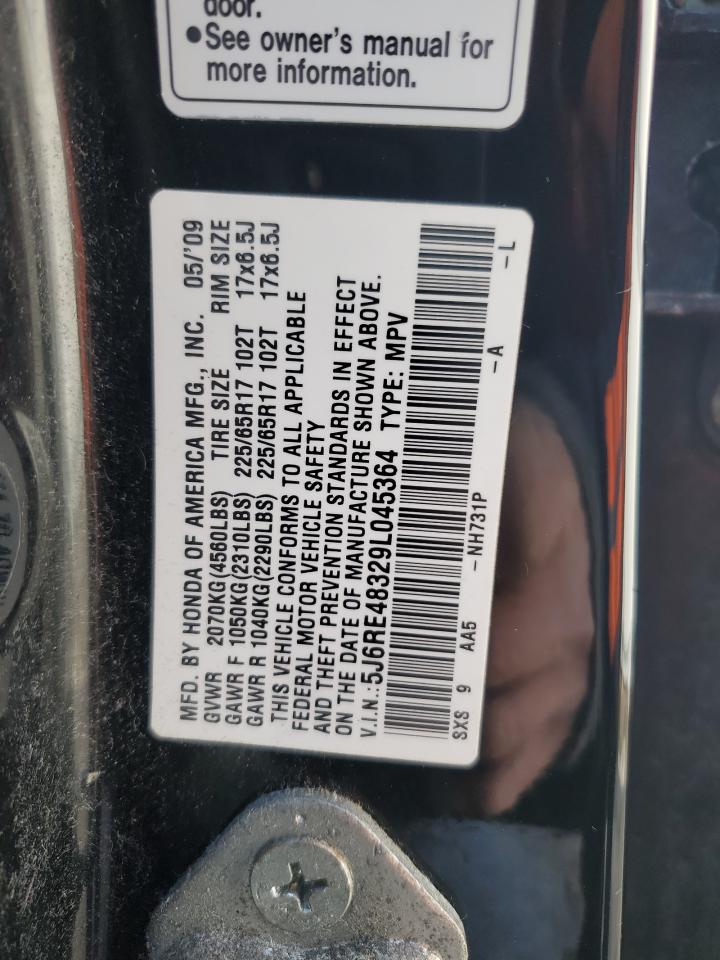 door.
●See owner's manual for
more information.
MFD. BY HONDA OF AMERICA MFG., INC. 05/'09
GVWR 2070KG(4560LBS) TIRE SIZE RIM SIZE
GAWR F 1050KG(2310LBS) 225/65R17 102T 17x6.5J
GAWR R 1040KG(2290LBS) 225/65R17 102T 17x6.5J
THIS VEHICLE CONFORMS TO ALL APPLICABLE
FEDERAL MOTOR VEHICLE SAFETY
AND THEFT PREVENTION STANDARDS IN EFFECT
ON THE DATE OF MANUFACTURE SHOWN ABOVE.
V.I.N.:5J6RE48329L045364 TYPE: MPV
SXS 9 AA5 -NH731P -A -L